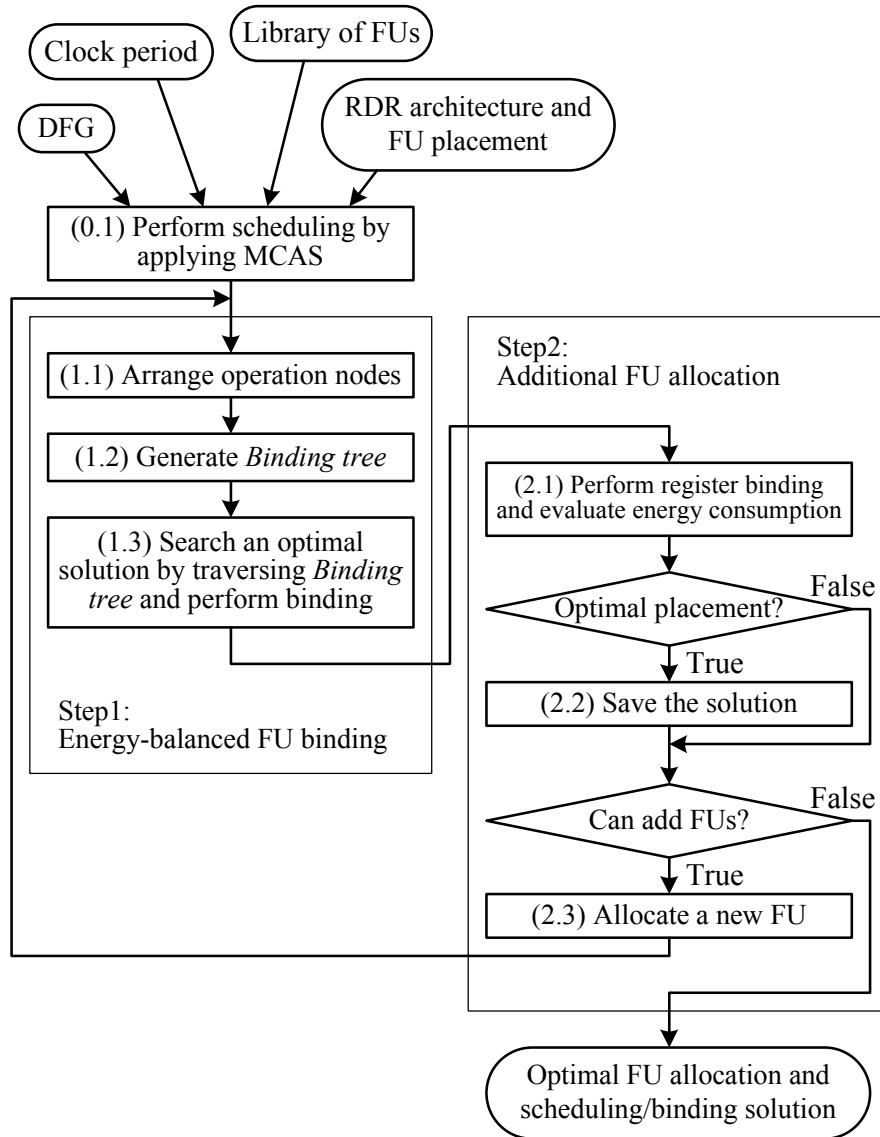 Library of FUs
Clock period
RDR architecture and
FU placement
DFG
(0.1) Perform scheduling by
applying MCAS
(1.1) Arrange operation nodes
(1.2) Generate Binding tree
(1.3) Search an optimal
solution by traversing Binding
tree and perform binding
Step1:
Energy-balanced FU binding
Step2:
Additional FU allocation
(2.1) Perform register binding
and evaluate energy consumption
Optimal placement?
False
True
(2.2) Save the solution
Can add FUs?
False
True
(2.3) Allocate a new FU
Optimal FU allocation and
scheduling/binding solution